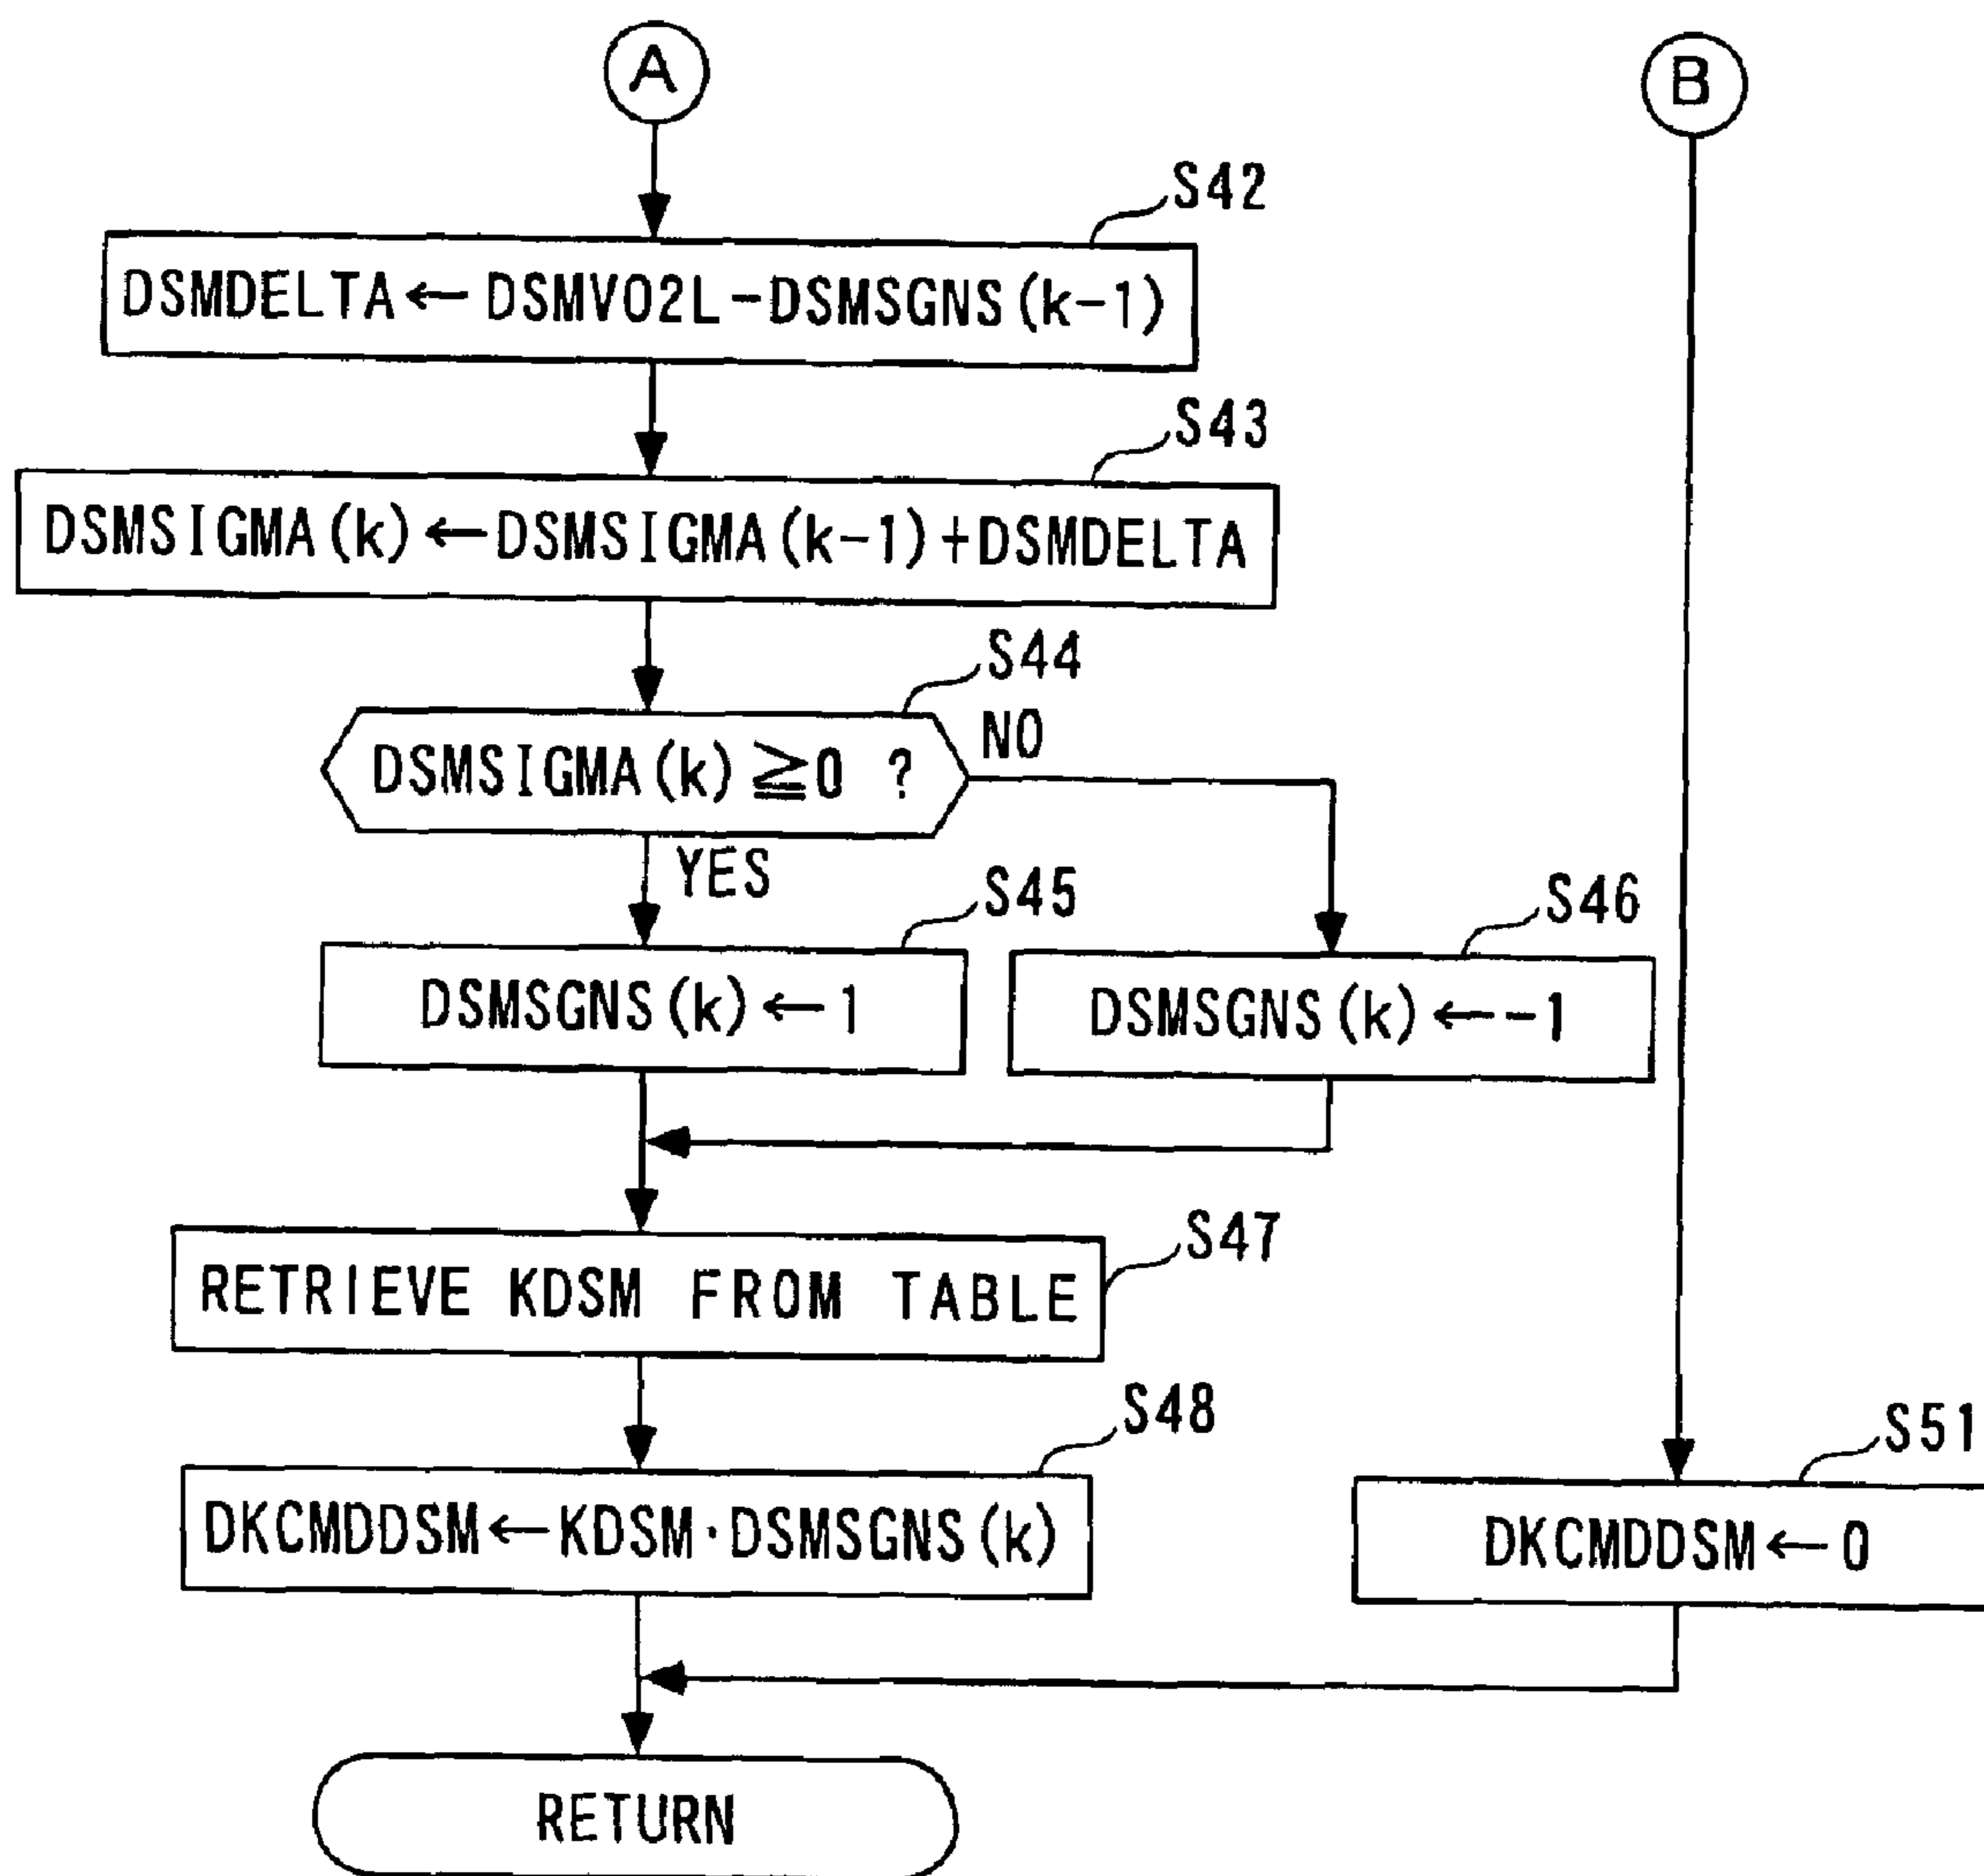 A
B
S42
DSMDELTA←DSMVO2L-DSMSGNS(k-1)
S43
DSMSIGMA(k)←DSMSIGMA(k-1)+DSMDELTA
S44
DSMSIGMA(k)≧0 ?
NO
YES
S45
DSMSGNS(k)←1
S46
DSMSGNS(k)←-1
S47
RETRIEVE KDSM FROM TABLE
S48
DKCMDDSM←KDSM·DSMSGNS(k)
S51
DKCMDDSM←0
RETURN